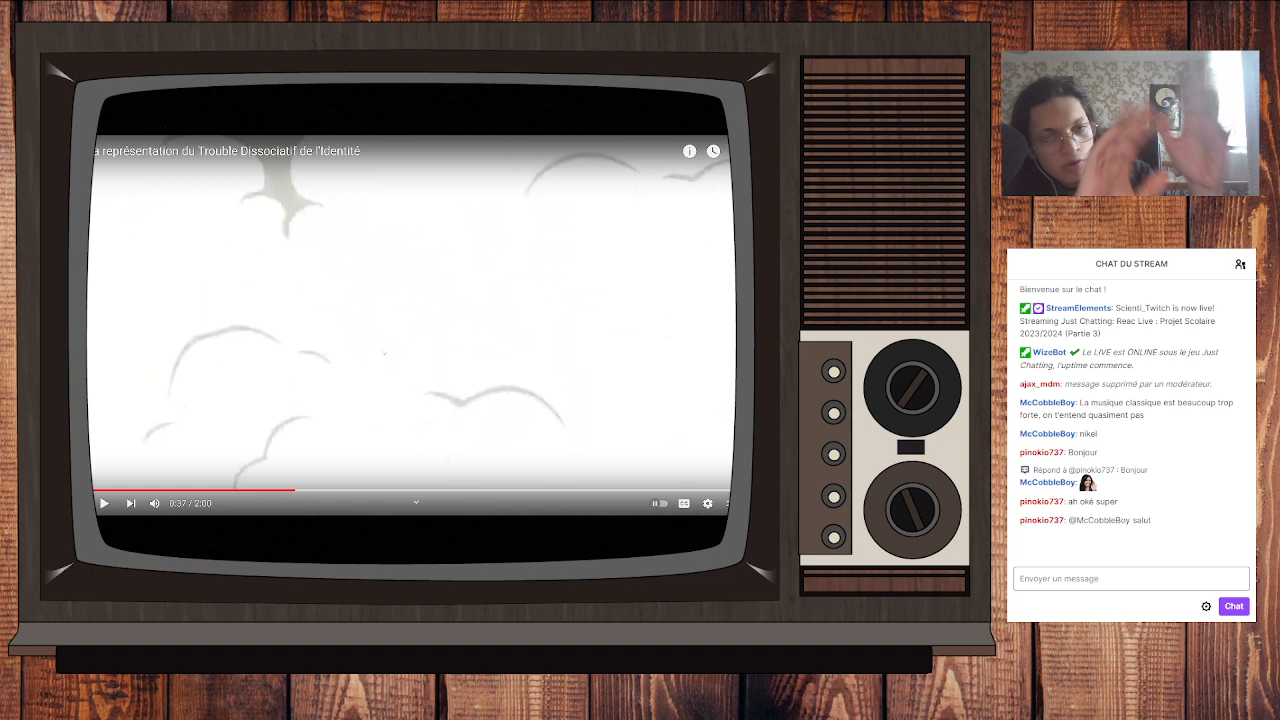 représentation du Trouble Dissociatif de l'Identité
0:37 / 2:00
CHAT DU STREAM
Bienvenue sur le chat !
StreamElements: Scienti_Twitch is now live!
Streaming Just Chatting: Reac Live : Projet Scolaire
2023/2024 (Partie 3)
WizeBot Le LIVE est ONLINE sous le jeu Just
Chatting, l'uptime commence.
ajax_mdm: message supprimé par un modérateur.
McCobbleBoy: La musique classique est beaucoup trop
forte, on t'entend quasiment pas
McCobbleBoy: nikel
pinokio737: Bonjour
Répond à @pinokio737 : Bonjour
McCobbleBoy:
pinokio737: ah oké super
pinokio737: @McCobbleBoy salut
Envoyer un message
Chat